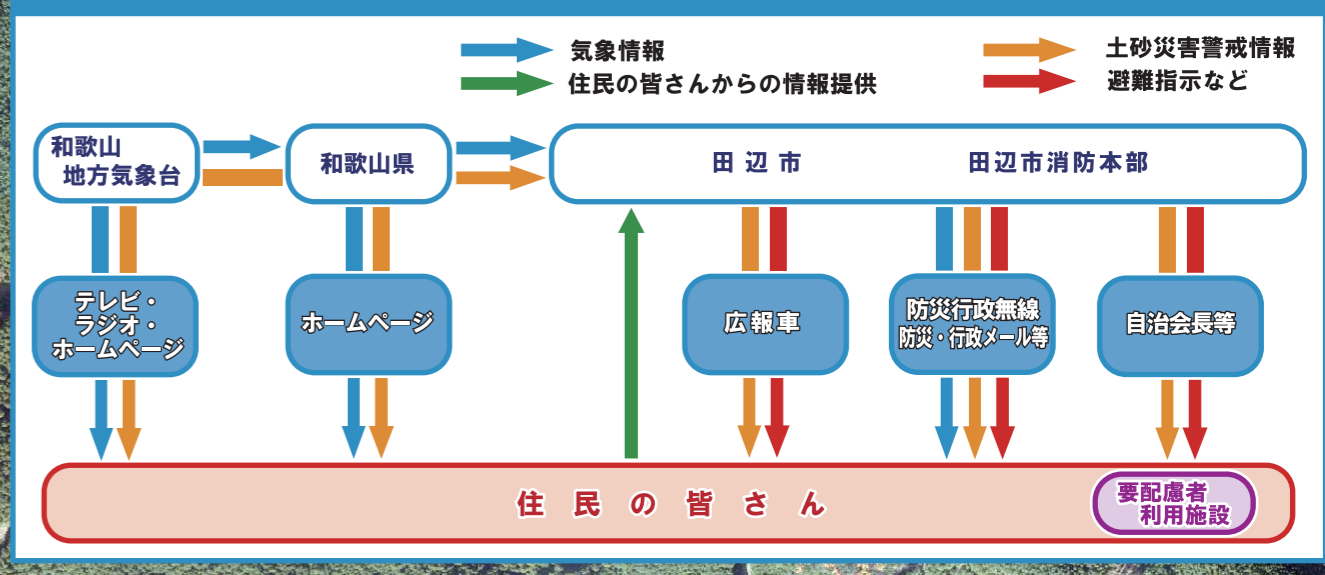 気象情報
住民の皆さんからの情報提供
土砂災害警戒情報
避難指示など
和歌山
地方気象台
和歌山県
田辺市
田辺市消防本部
テレビ・
ラジオ・
ホームページ
ホームページ
広報車
防災行政無線
防災・行政メール等
自治会長等
住民の皆さん
要配慮者
利用施設